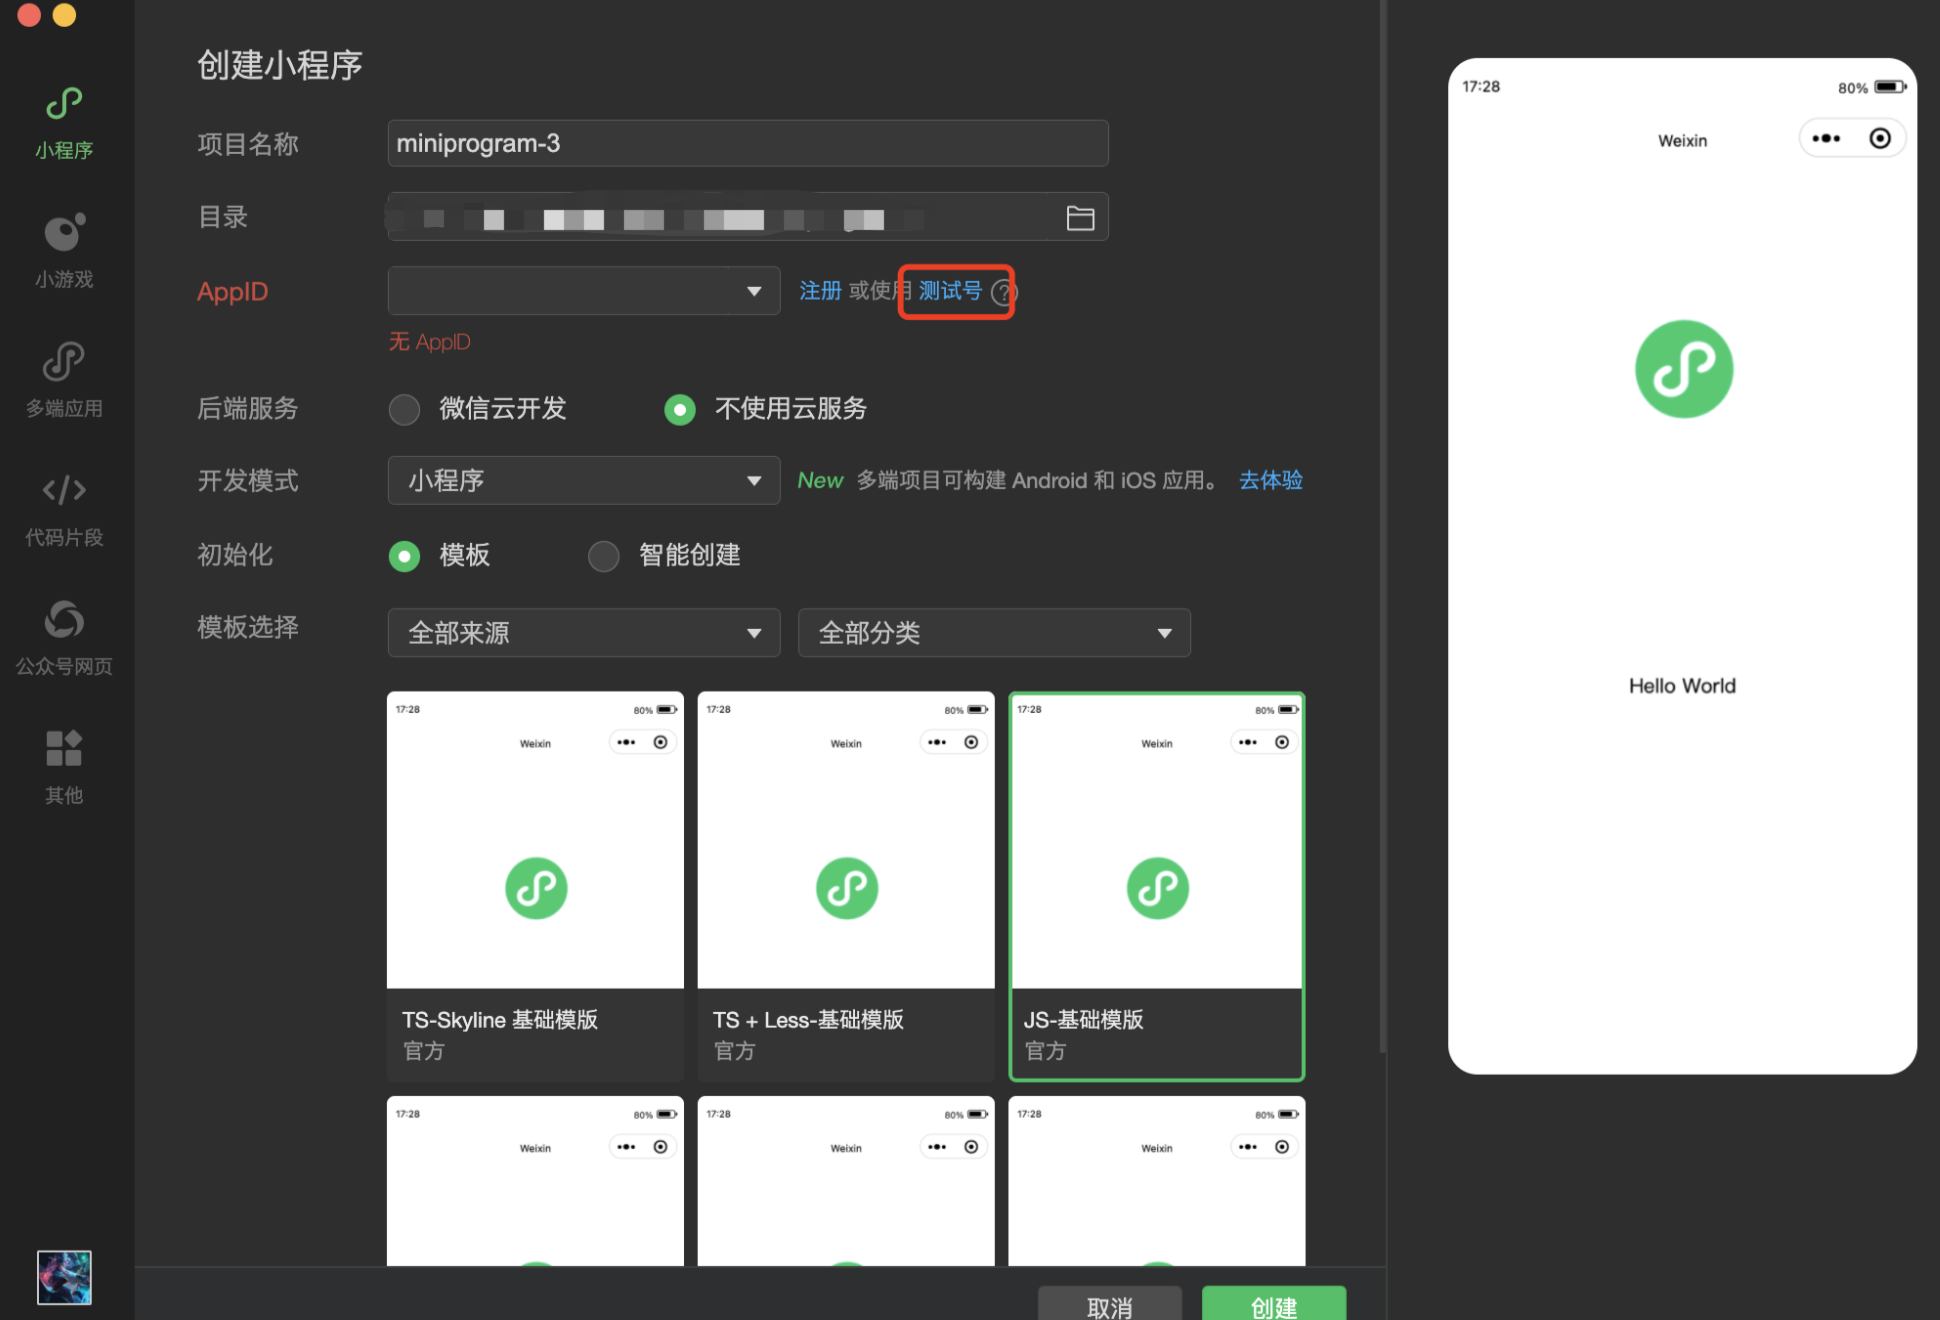 创建小程序
小程序
小游戏
多端应用
代码片段
公众号网页
其他
项目名称
miniprogram-3
目录
AppID
注册 或使用 测试号 ?
无 AppID
后端服务
微信云开发
不使用云服务
开发模式
小程序
New 多端项目可构建 Android 和 iOS 应用。 去体验
初始化
模板
智能创建
模板选择
全部来源
全部分类
17:28 80%
Weixin
TS-Skyline 基础模版
官方
17:28 80%
Weixin
TS + Less-基础模版
官方
17:28 80%
Weixin
JS-基础模版
官方
17:28 80%
Weixin
17:28 80%
Weixin
17:28 80%
Weixin
取消
创建
17:28 80%
Weixin
Hello World